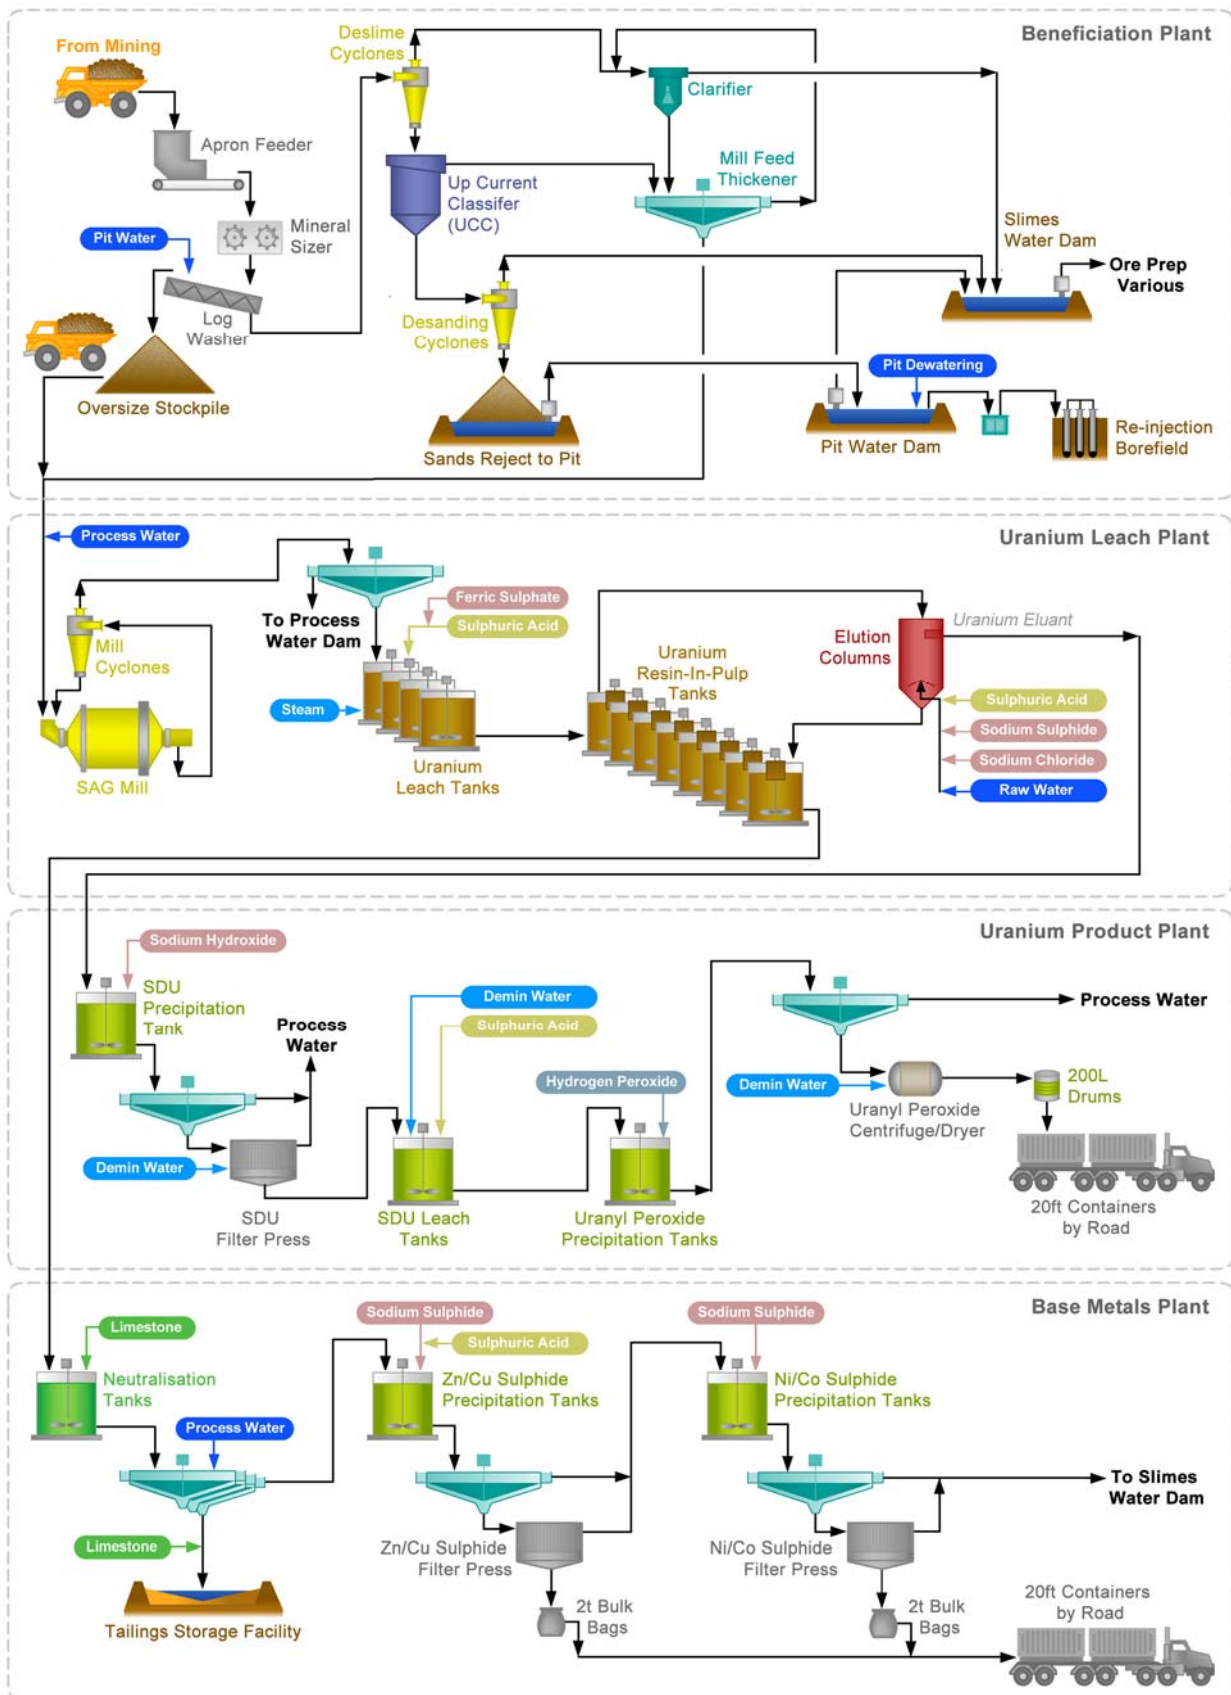 Beneficiation Plant
From Mining
Deslime
Cyclones
Clarifier
Apron Feeder
Mill Feed
Thickener
Up Current
Classifer
(UCC)
Mineral
Sizer
Pit Water
Slimes
Water Dam
Ore Prep
Various
Log
Washer
Desanding
Cyclones
Pit Dewatering
Oversize Stockpile
Sands Reject to Pit
Pit Water Dam
Re-injection
Borefield
Uranium Leach Plant
Process Water
To Process
Water Dam
Ferric Sulphate
Sulphuric Acid
Mill
Cyclones
Uranium
Resin-In-Pulp
Tanks
Elution
Columns
Uranium Eluant
Steam
Sulphuric Acid
Sodium Sulphide
Sodium Chloride
Raw Water
SAG Mill
Uranium
Leach Tanks
Uranium Product Plant
Sodium Hydroxide
SDU
Precipitation
Tank
Process
Water
Demin Water
Sulphuric Acid
Hydrogen Peroxide
Process Water
Demin Water
Uranyl Peroxide
Centrifuge/Dryer
200L
Drums
Demin Water
SDU
Filter Press
SDU Leach
Tanks
Uranyl Peroxide
Precipitation Tanks
20ft Containers
by Road
Base Metals Plant
Limestone
Sodium Sulphide
Sulphuric Acid
Sodium Sulphide
Neutralisation
Tanks
Zn/Cu Sulphide
Precipitation Tanks
Ni/Co Sulphide
Precipitation Tanks
Process Water
To Slimes
Water Dam
Limestone
Zn/Cu Sulphide
Filter Press
Ni/Co Sulphide
Filter Press
Tailings Storage Facility
2t Bulk
Bags
2t Bulk
Bags
20ft Containers
by Road